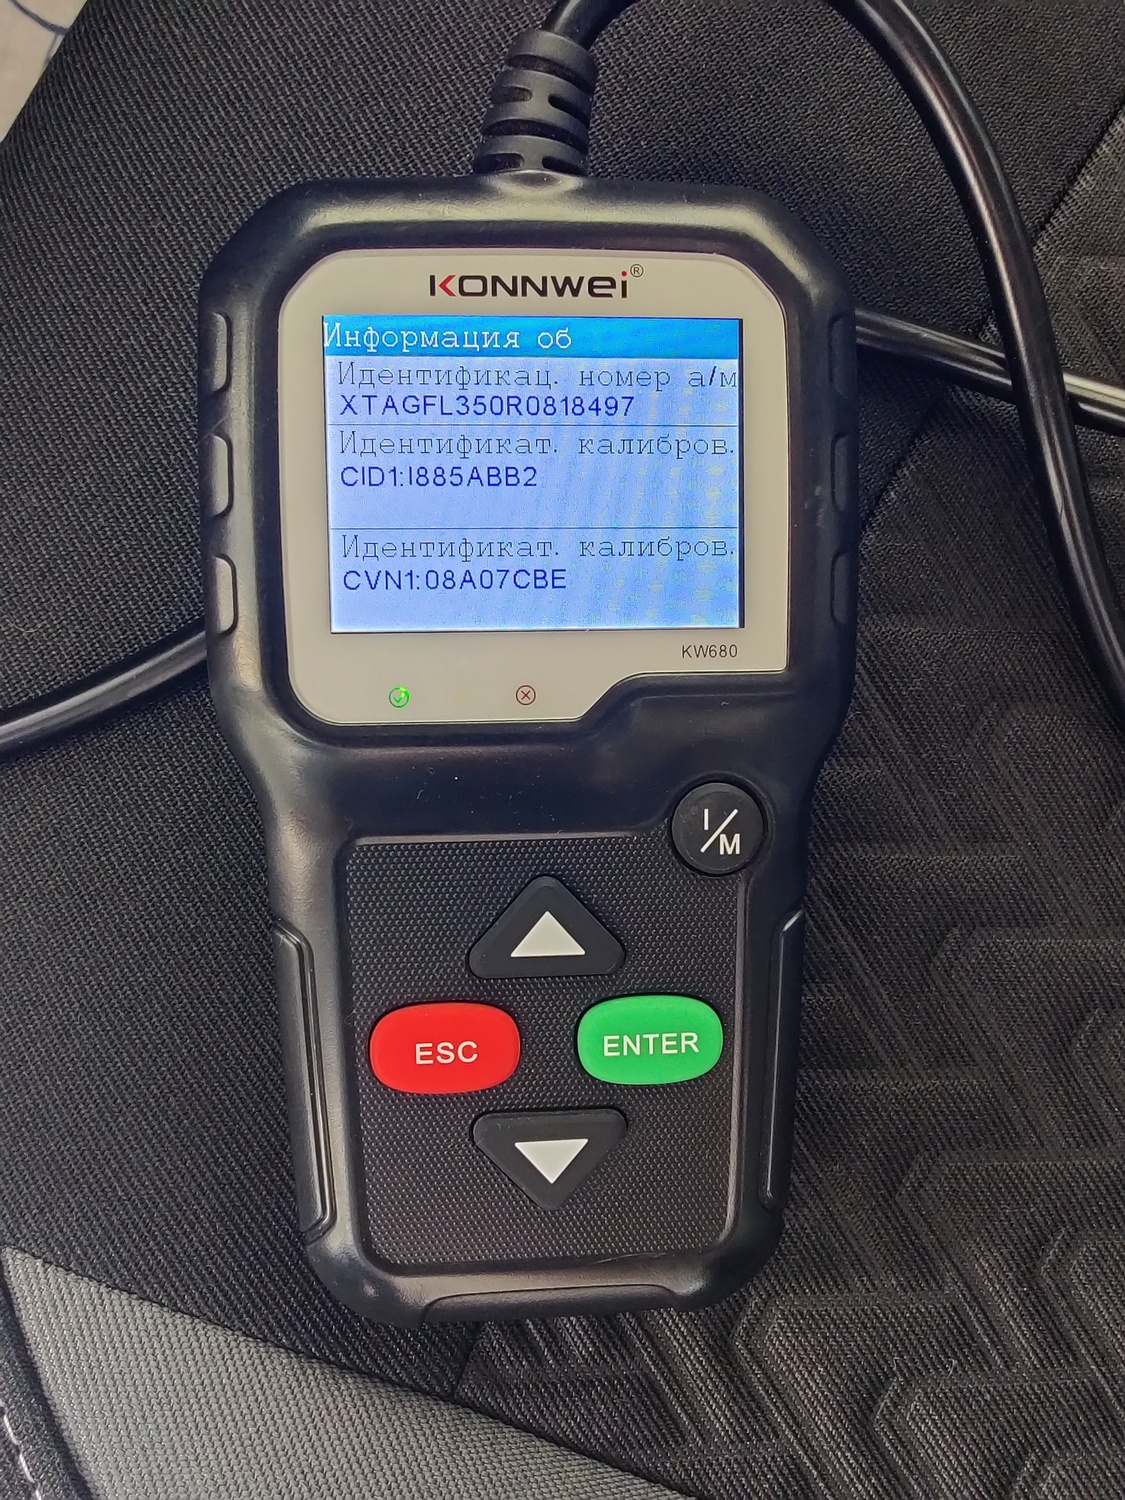 KONNWEI®
Информация об
Идентификац. номер а/м
XTAGFL350R0818497
Идентификат. калибров.
CID1:I885ABB2
Идентификат. калибров.
CVN1:08A07CBE
KW680
I/M
ESC
ENTER